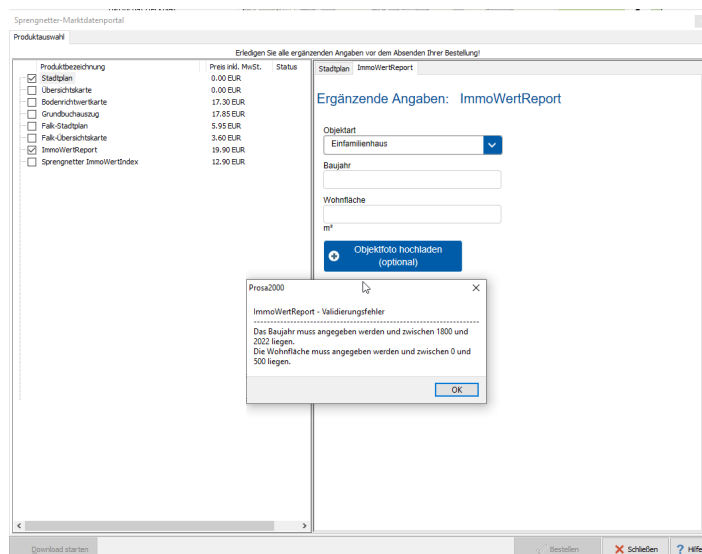 Sprengnetter-Marktdatenportal
Produktauswahl
Erledigen Sie alle ergänzenden Angaben vor dem Absenden Ihrer Bestellung!
Produktbezeichnung Preis inkl. MwSt. Status
Stadtplan 0.00 EUR
Übersichtskarte 0.00 EUR
Bodenrichtwertkarte 17.30 EUR
Grundbuchauszug 17.85 EUR
Falk-Stadtplan 5.95 EUR
Falk-Übersichtskarte 3.60 EUR
ImmoWertReport 19.90 EUR
Sprengnetter ImmoWertIndex 12.90 EUR
Stadtplan ImmoWertReport
Ergänzende Angaben: ImmoWertReport
Objektart
Einfamilienhaus
Baujahr
Wohnfläche
m²
Objektfoto hochladen
(optional)
Prosa2000
ImmoWertReport - Validierungsfehler
Das Baujahr muss angegeben werden und zwischen 1800 und
2022 liegen.
Die Wohnfläche muss angegeben werden und zwischen 0 und
500 liegen.
OK
Download starten Bestellen Schließen ? Hilfe